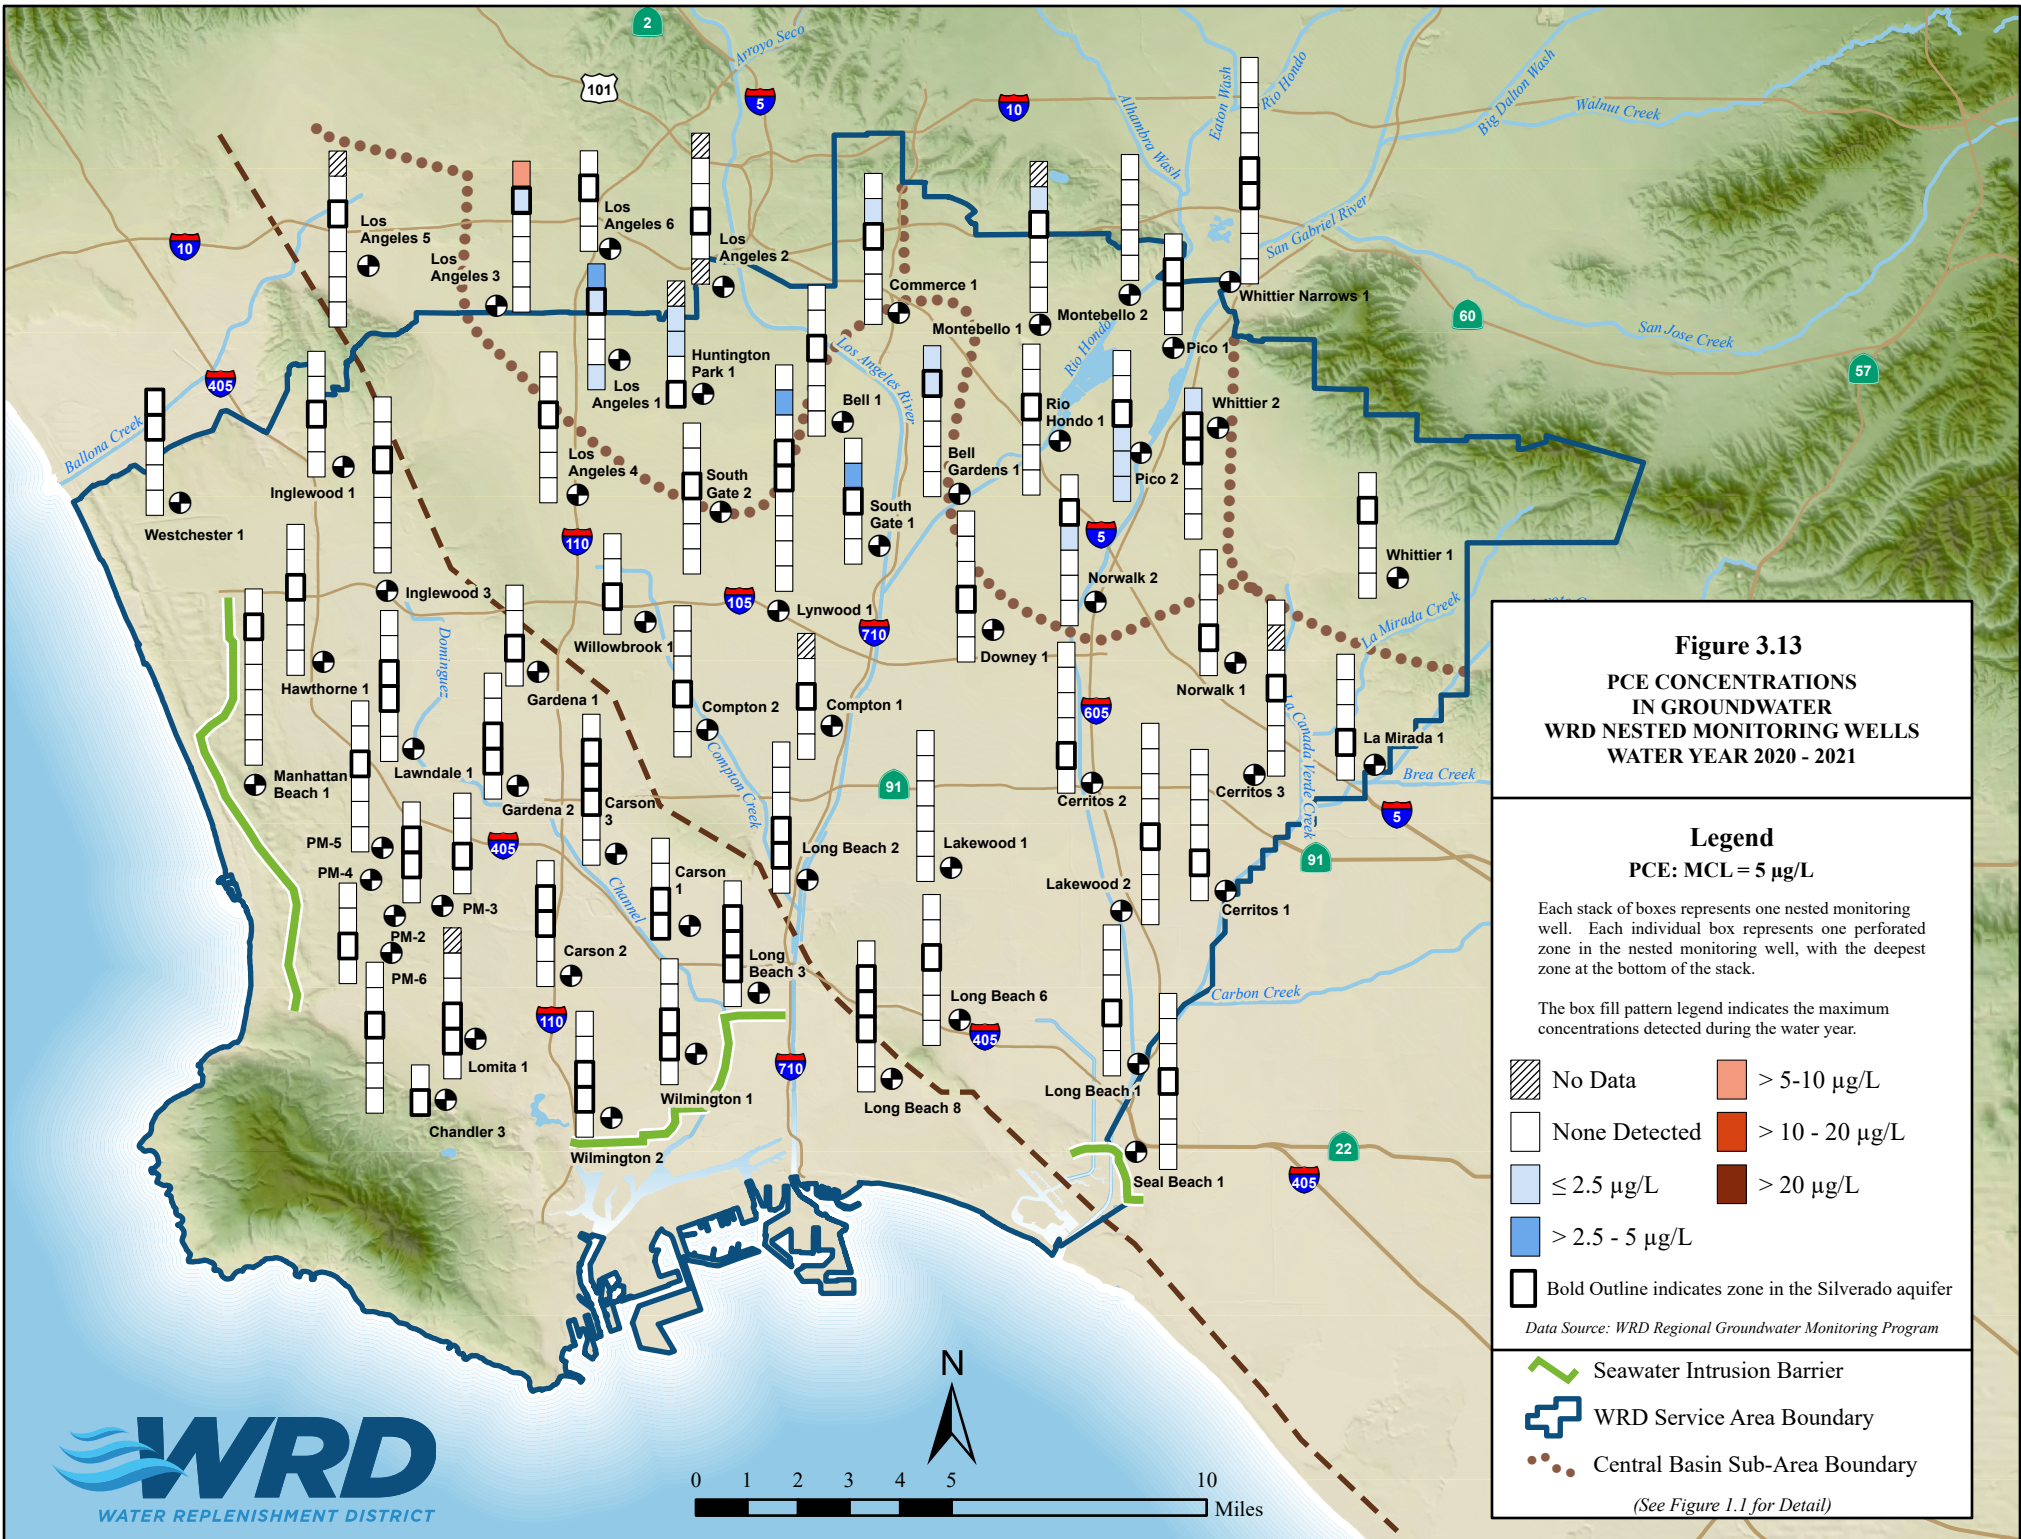 2
Arroyo Seco
101
5
10
Alhambra Wash
Eaton Wash
Rio Hondo
Big Dalton Wash
Walnut Creek
Los
Angeles 5
10
Los
Angeles 3
Los
Angeles 6
Los
Angeles 2
Commerce 1
Montebello 1
Montebello 2
San Gabriel River
Whittier Narrows 1
60
San Jose Creek
57
Pico 1
Rio Hondo
Los Angeles River
Huntington
Park 1
Los
Angeles 1
405
Ballona Creek
Bell 1
Rio
Hondo 1
Whittier 2
Westchester 1
Inglewood 1
Los
Angeles 4
South
Gate 2
South
Gate 1
Bell
Gardens 1
Pico 2
110
5
Whittier 1
Inglewood 3
Willowbrook 1
105
Lynwood 1
710
Downey 1
Norwalk 2
Norwalk 1
La Mirada Creek
Dominguez
Hawthorne 1
Gardena 1
Compton 2
Compton 1
605
La Canada Verde Creek
La Mirada 1
Brea Creek
Manhattan
Beach 1
Lawndale 1
Gardena 2
Carson
3
Compton Creek
91
Cerritos 2
Cerritos 3
5
PM-5
405
PM-4
PM-3
Carson
1
Long Beach 2
Lakewood 1
Lakewood 2
91
Cerritos 1
Channel
PM-2
PM-6
Carson 2
Long
Beach 3
Long Beach 6
Carbon Creek
110
405
Lomita 1
710
Chandler 3
Wilmington 1
Long Beach 8
Long Beach 1
Wilmington 2
22
405
Seal Beach 1
Figure 3.13
PCE CONCENTRATIONS
IN GROUNDWATER
WRD NESTED MONITORING WELLS
WATER YEAR 2020 - 2021
Legend
PCE: MCL = 5 µg/L
Each stack of boxes represents one nested monitoring
well. Each individual box represents one perforated
zone in the nested monitoring well, with the deepest
zone at the bottom of the stack.
The box fill pattern legend indicates the maximum
concentrations detected during the water year.
No Data
> 5-10 µg/L
None Detected
> 10 - 20 µg/L
≤ 2.5 µg/L
> 20 µg/L
> 2.5 - 5 µg/L
Bold Outline indicates zone in the Silverado aquifer
Data Source: WRD Regional Groundwater Monitoring Program
Seawater Intrusion Barrier
WRD Service Area Boundary
Central Basin Sub-Area Boundary
(See Figure 1.1 for Detail)
N
0 1 2 3 4 5 10
Miles
WRD
WATER REPLENISHMENT DISTRICT